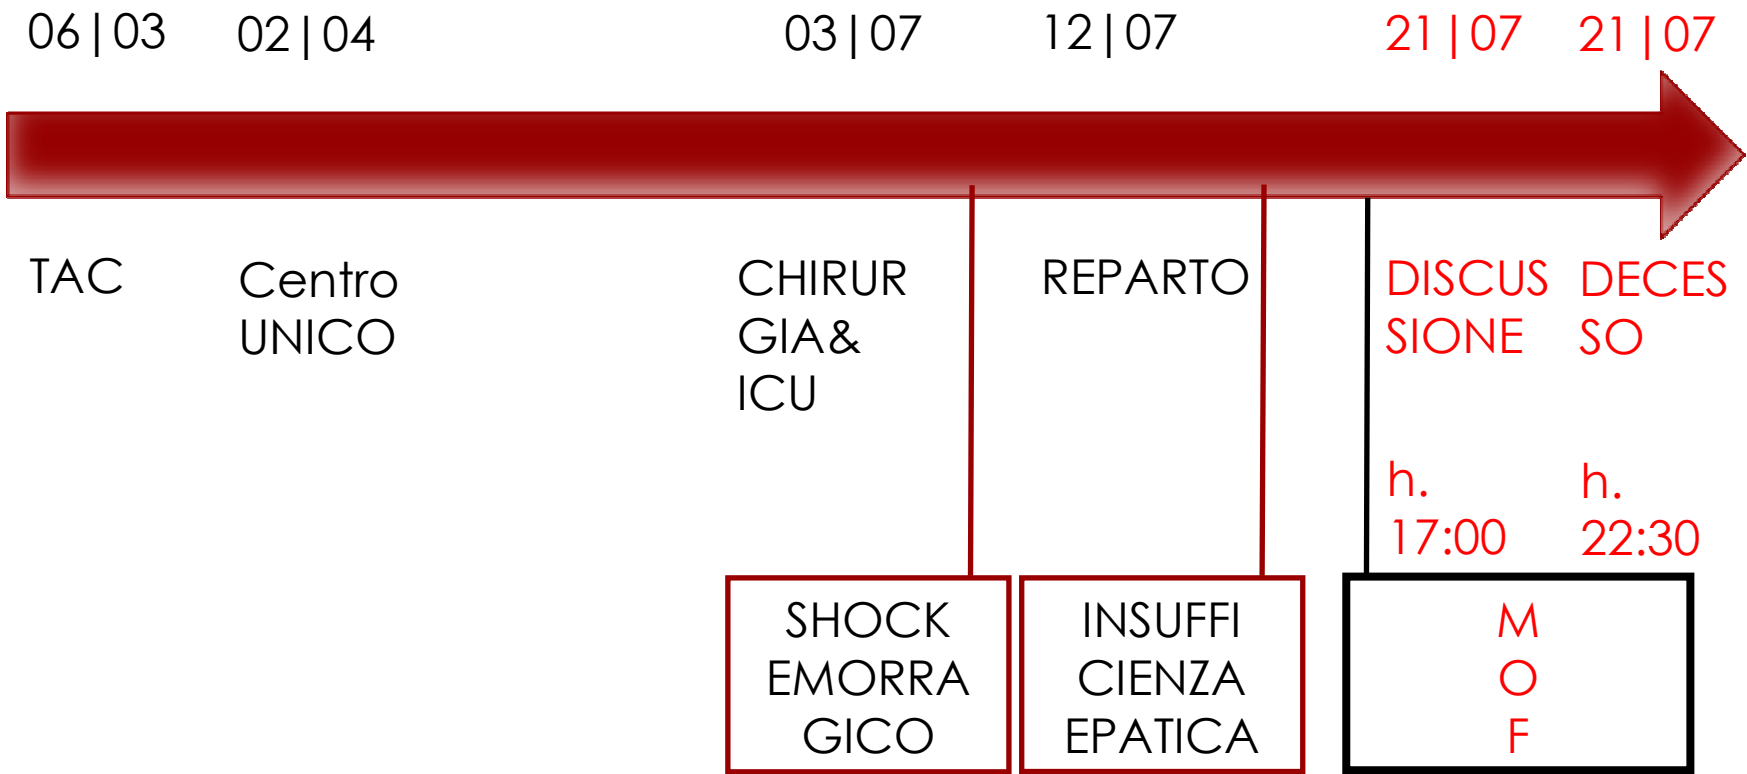 06|03
02|04
03|07
12|07
21|07
21|07
TAC
Centro
UNICO
CHIRUR
GIA&
ICU
REPARTO
DISCUS
SIONE
h.
17:00
DECES
SO
h.
22:30
SHOCK
EMORRA
GICO
INSUFFI
CIENZA
EPATICA
M
O
F